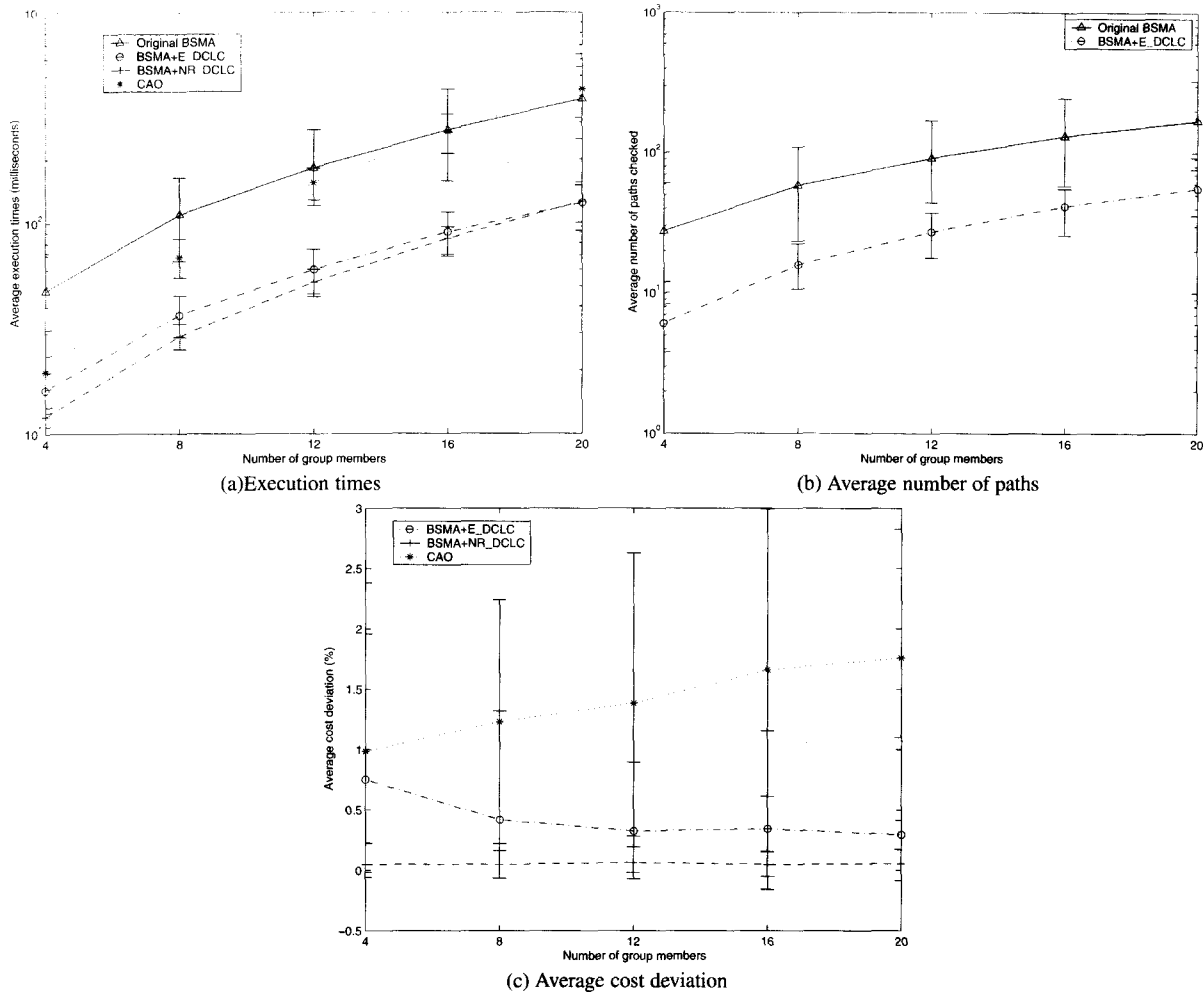 10
Original BSMA
BSMA+E_DCLC
BSMA+NR_DCLC
CAO
Average execution times (milliseconds)
10²
10¹
4
8
12
16
20
Number of group members
(a)Execution times
10³
Original BSMA
BSMA+E_DCLC
Average number of paths checked
10²
10¹
10⁰
4
8
12
16
20
Number of group members
(b) Average number of paths
3
BSMA+E_DCLC
BSMA+NR_DCLC
CAO
2.5
2
1.5
1
0.5
0
−0.5
Average cost deviation (%)
4
8
12
16
20
Number of group members
(c) Average cost deviation